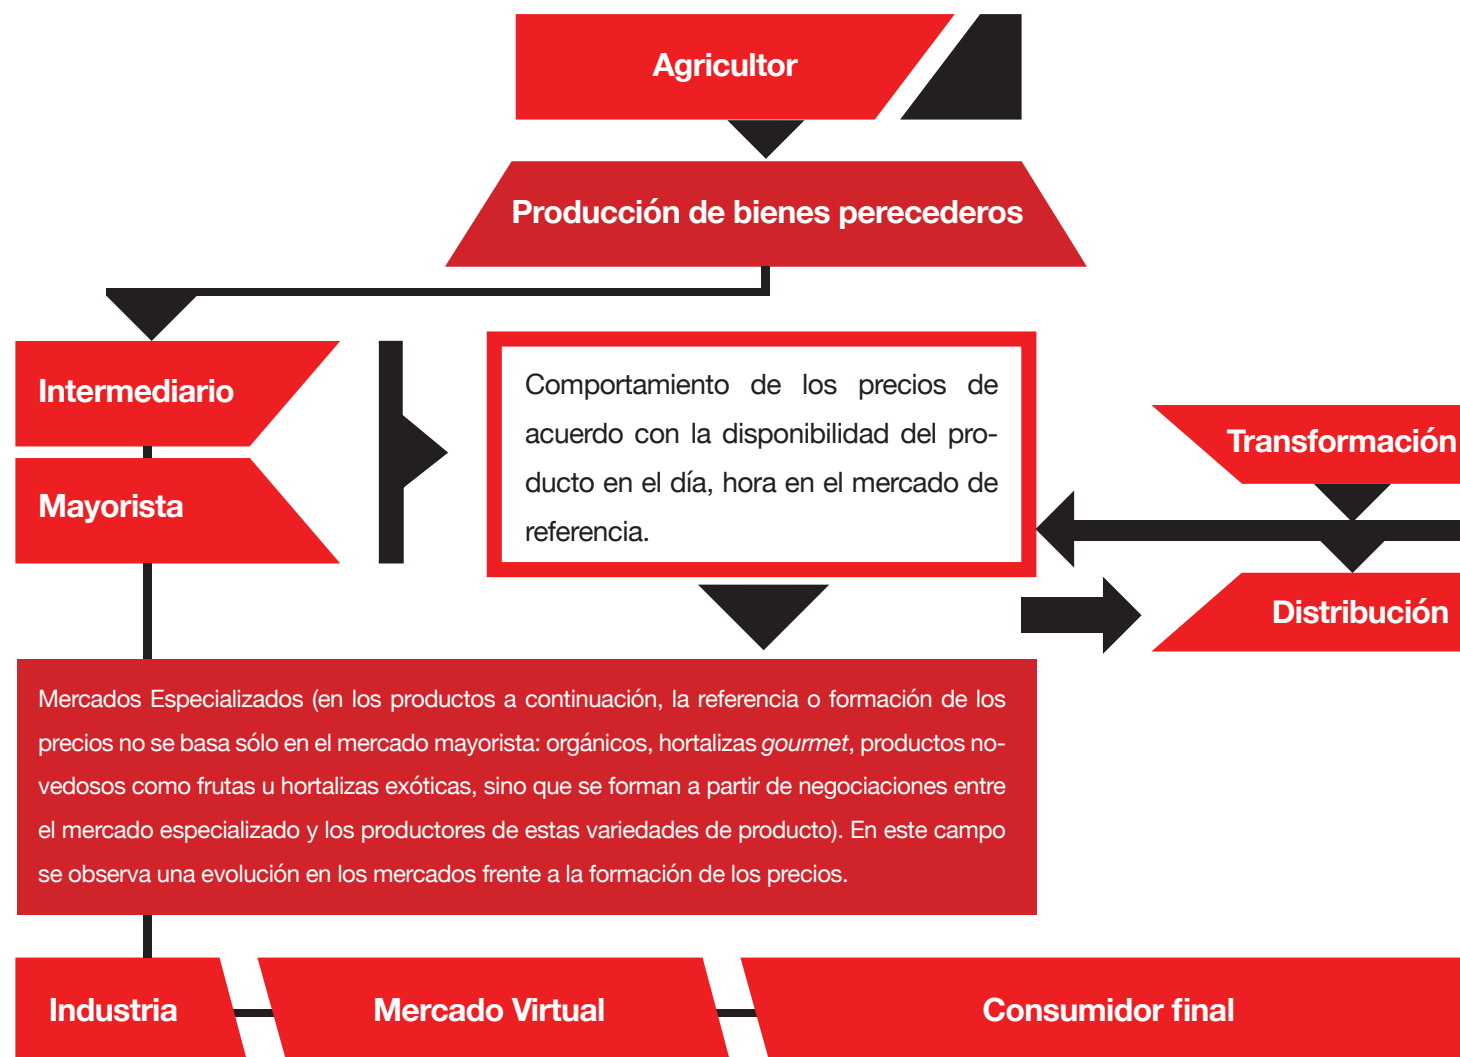 Agricultor
Producción de bienes perecederos
Intermediario
Mayorista
Comportamiento de los precios de
acuerdo con la disponibilidad del pro-
ducto en el día, hora en el mercado de
referencia.
Transformación
Distribución
Mercados Especializados (en los productos a continuación, la referencia o formación de los
precios no se basa sólo en el mercado mayorista: orgánicos, hortalizas gourmet, productos no-
vedosos como frutas u hortalizas exóticas, sino que se forman a partir de negociaciones entre
el mercado especializado y los productores de estas variedades de producto). En este campo
se observa una evolución en los mercados frente a la formación de los precios.
Industria
Mercado Virtual
Consumidor final